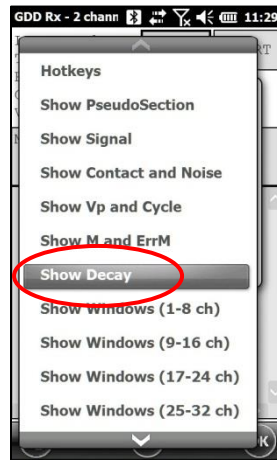 GDD Rx - 2 chann 11:29
Hotkeys
Show PseudoSection
Show Signal
Show Contact and Noise
Show Vp and Cycle
Show M and ErrM
Show Decay
Show Windows (1-8 ch)
Show Windows (9-16 ch)
Show Windows (17-24 ch)
Show Windows (25-32 ch)